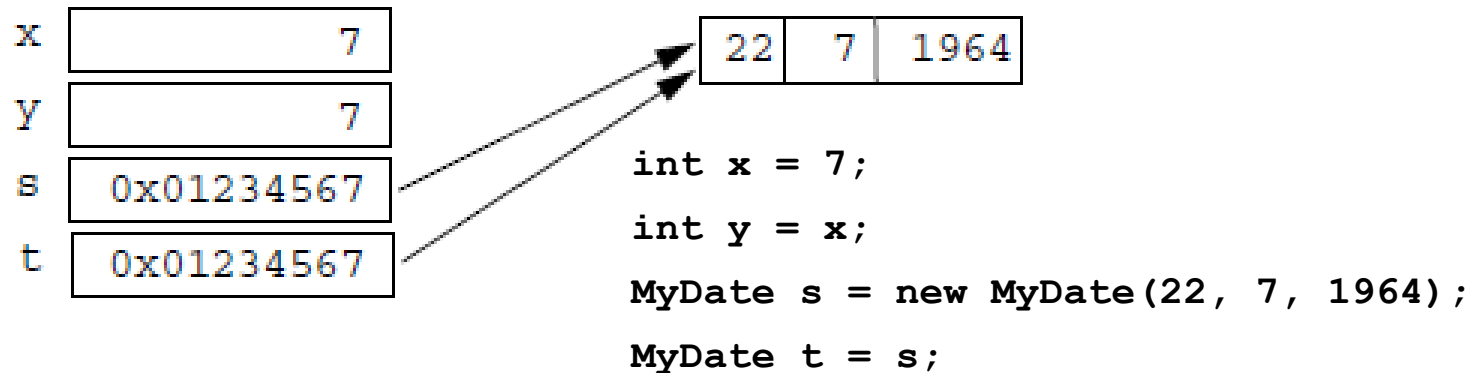 x 7 22 7 1964
y 7
int x = 7;
s 0x01234567
int y = x;
t 0x01234567
MyDate s = new MyDate(22, 7, 1964);
MyDate t = s;